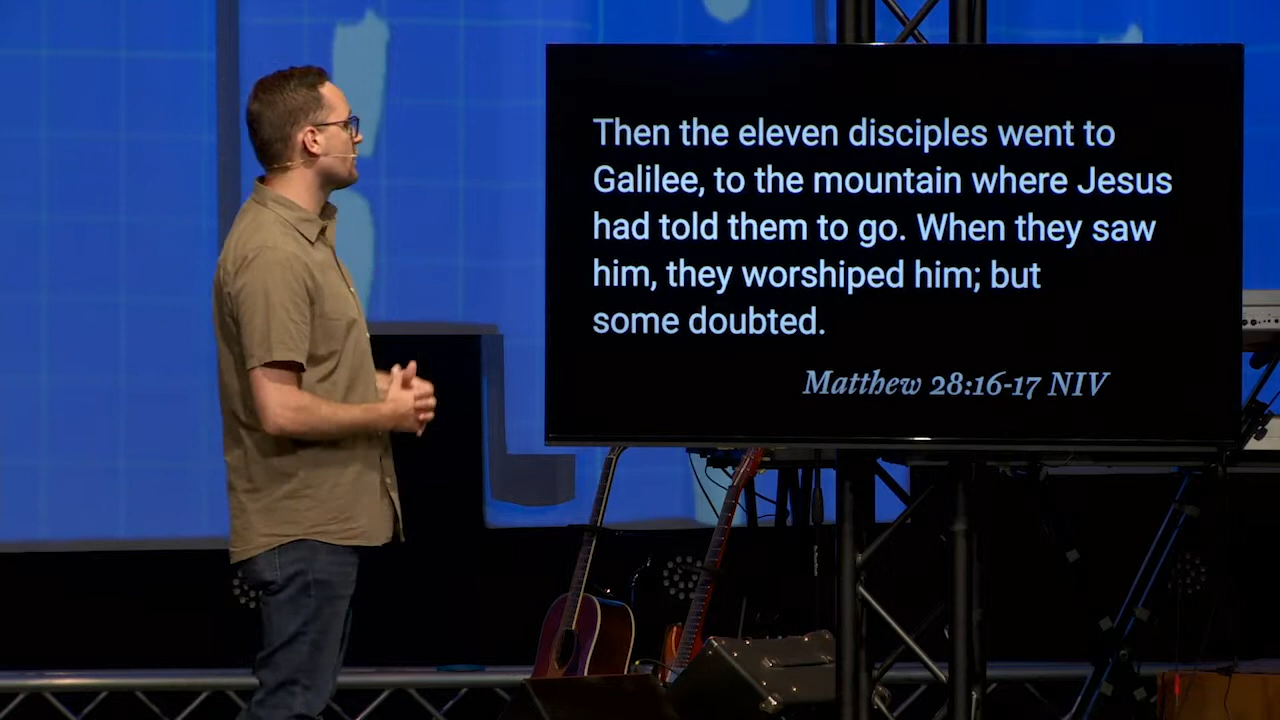 Then the eleven disciples went to
Galilee, to the mountain where Jesus
had told them to go. When they saw
him, they worshiped him; but
some doubted.
Matthew 28:16-17 NIV